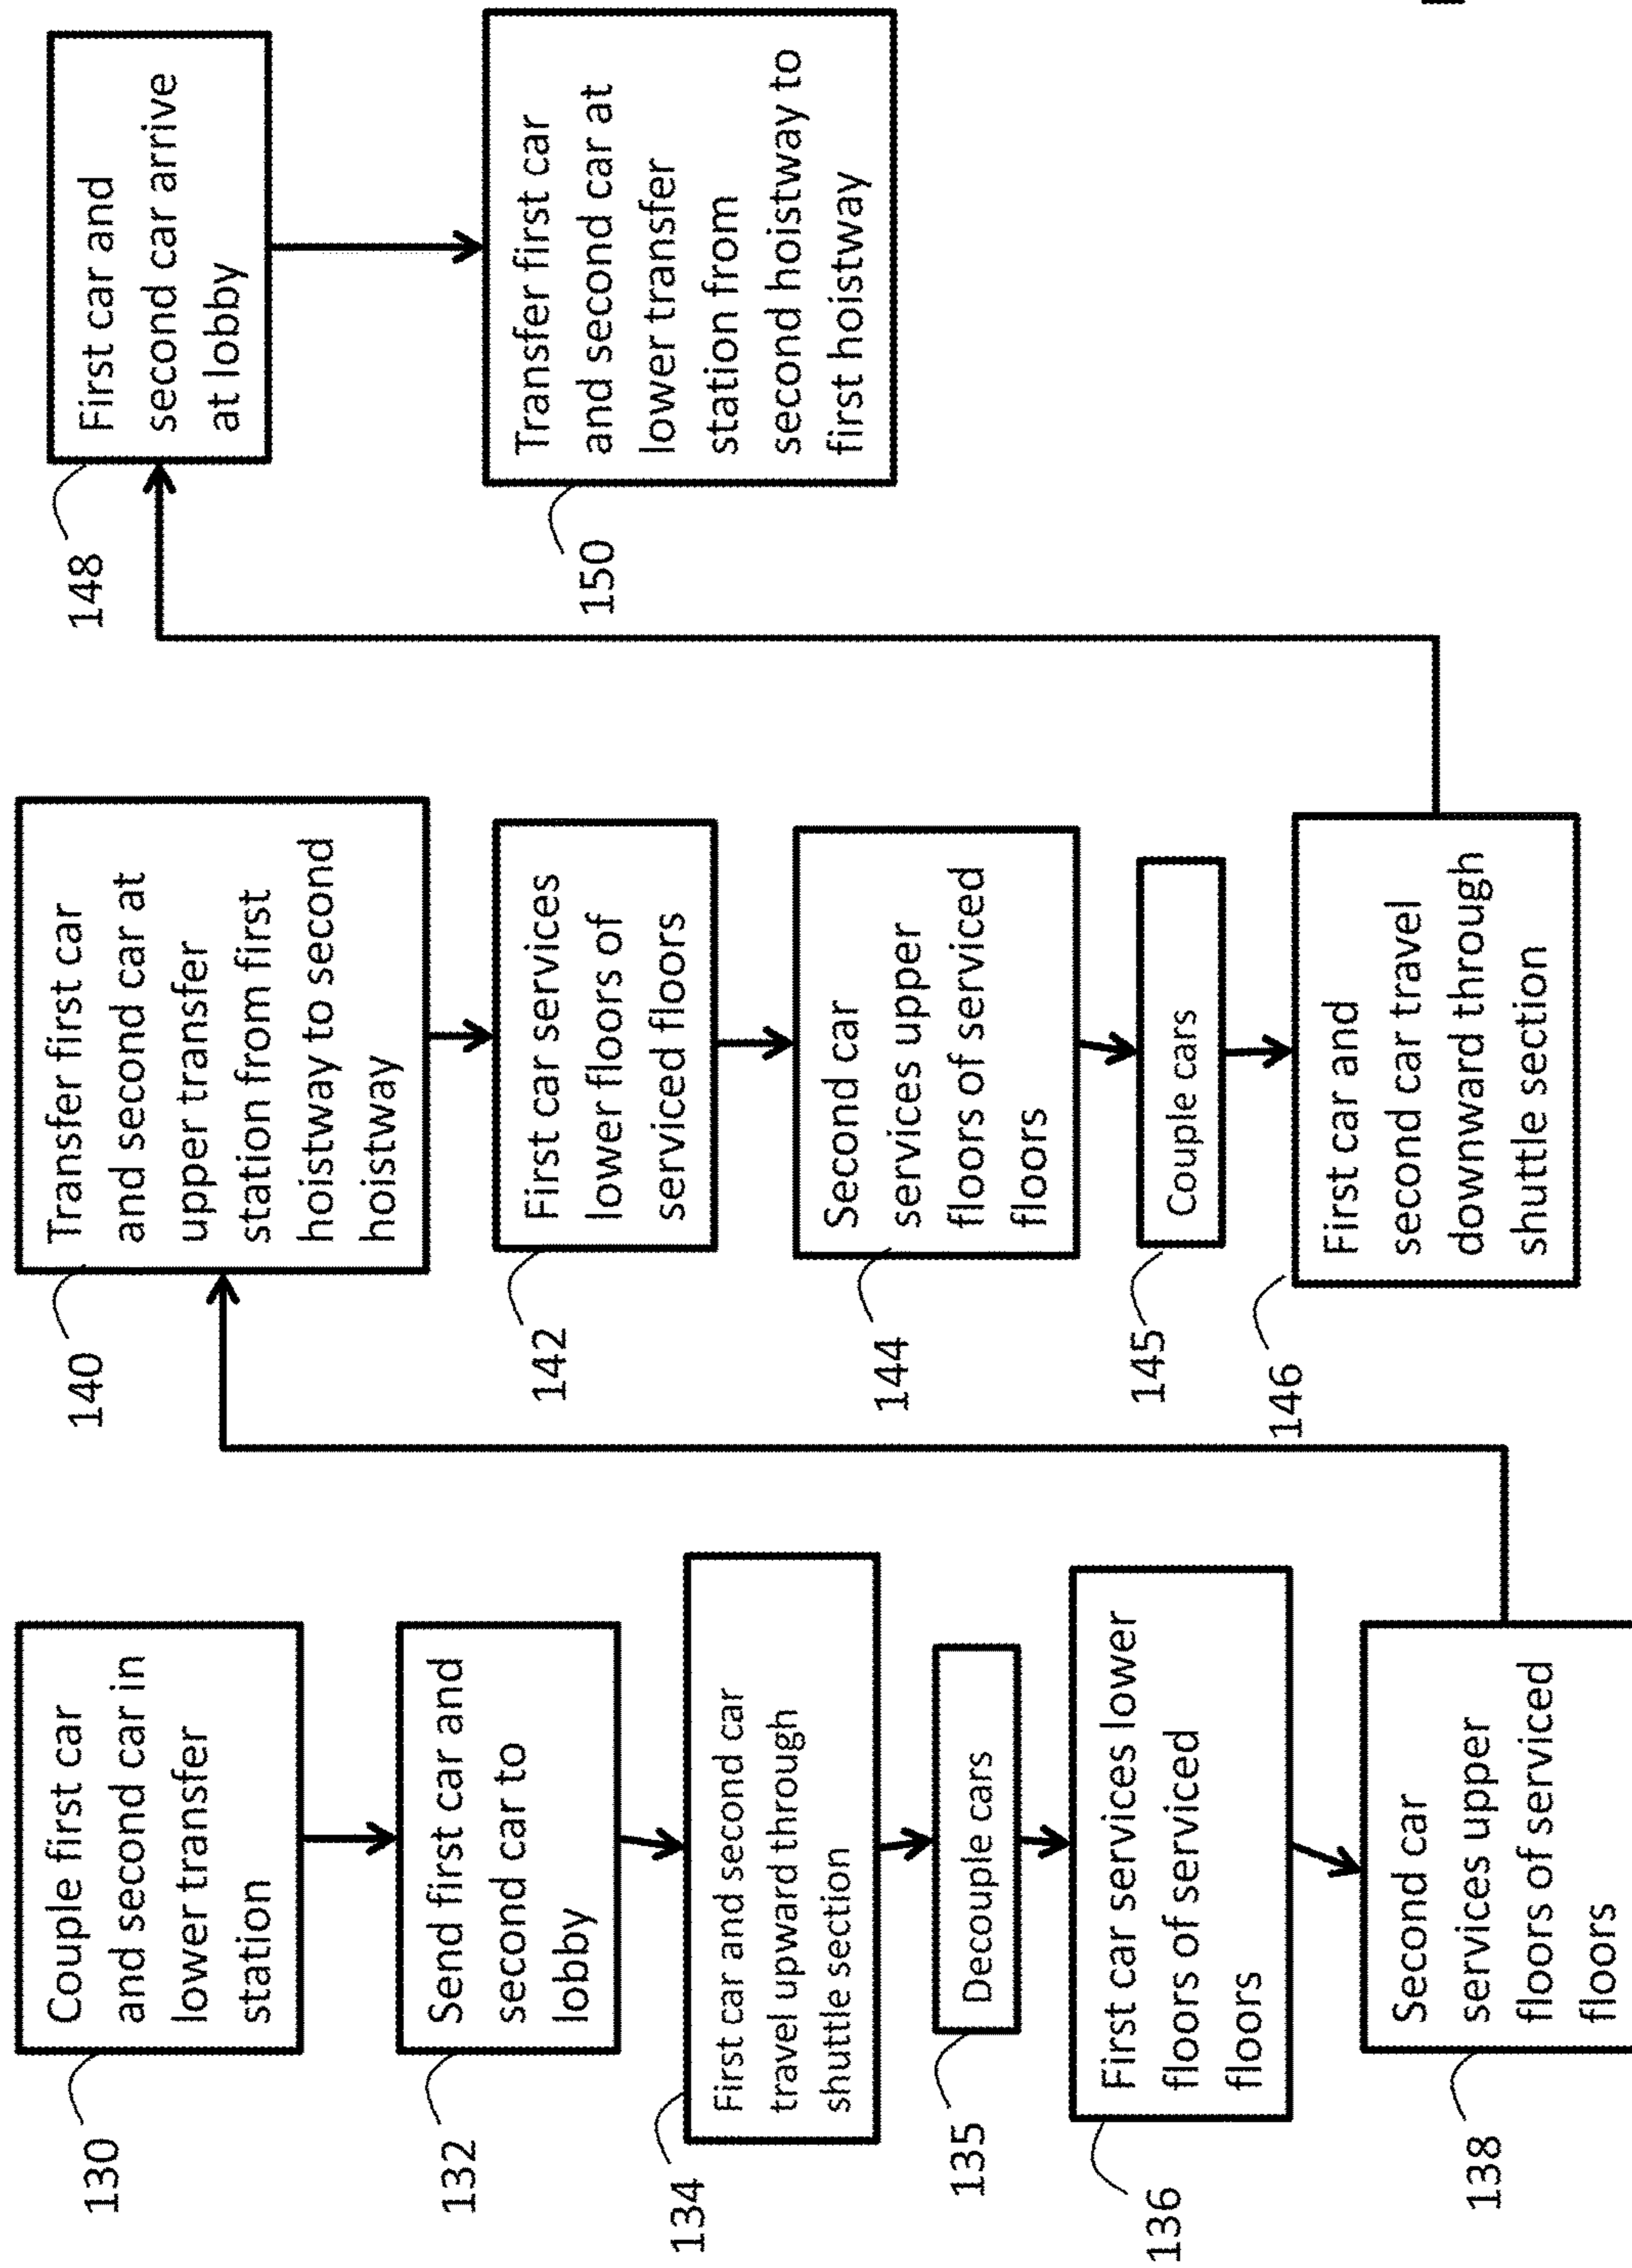 130
Couple first car
and second car in
lower transfer
station
132
Send first car and
second car to
lobby
134
First car and second car
travel upward through
shuttle section
135
Decouple cars
136
First car services lower
floors of serviced
floors
138
Second car
services upper
floors of serviced
floors
140
Transfer first car
and second car at
upper transfer
station from first
hoistway to second
hoistway
142
First car services
lower floors of
serviced floors
144
Second car
services upper
floors of serviced
floors
145
Couple cars
146
First car and
second car travel
downward through
shuttle section
148
First car and
second car arrive
at lobby
150
Transfer first car
and second car at
lower transfer
station from
second hoistway to
first hoistway